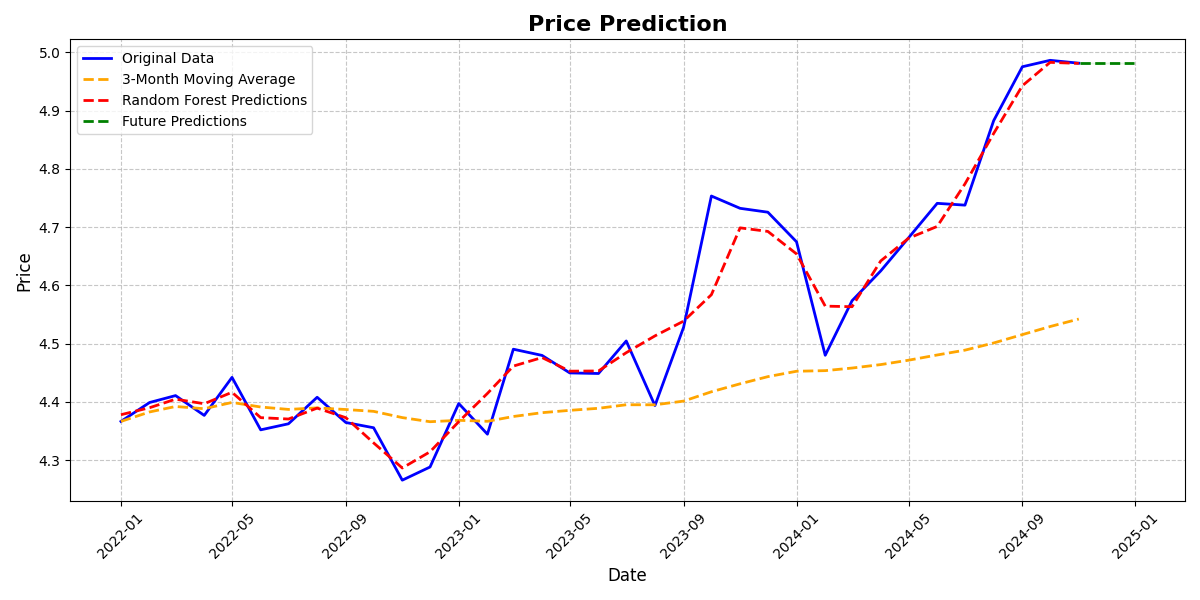 Price Prediction
Original Data
3-Month Moving Average
Random Forest Predictions
Future Predictions
Price
5.0
4.9
4.8
4.7
4.6
4.5
4.4
4.3
2022-01
2022-05
2022-09
2023-01
2023-05
2023-09
2024-01
2024-05
2024-09
2025-01
Date